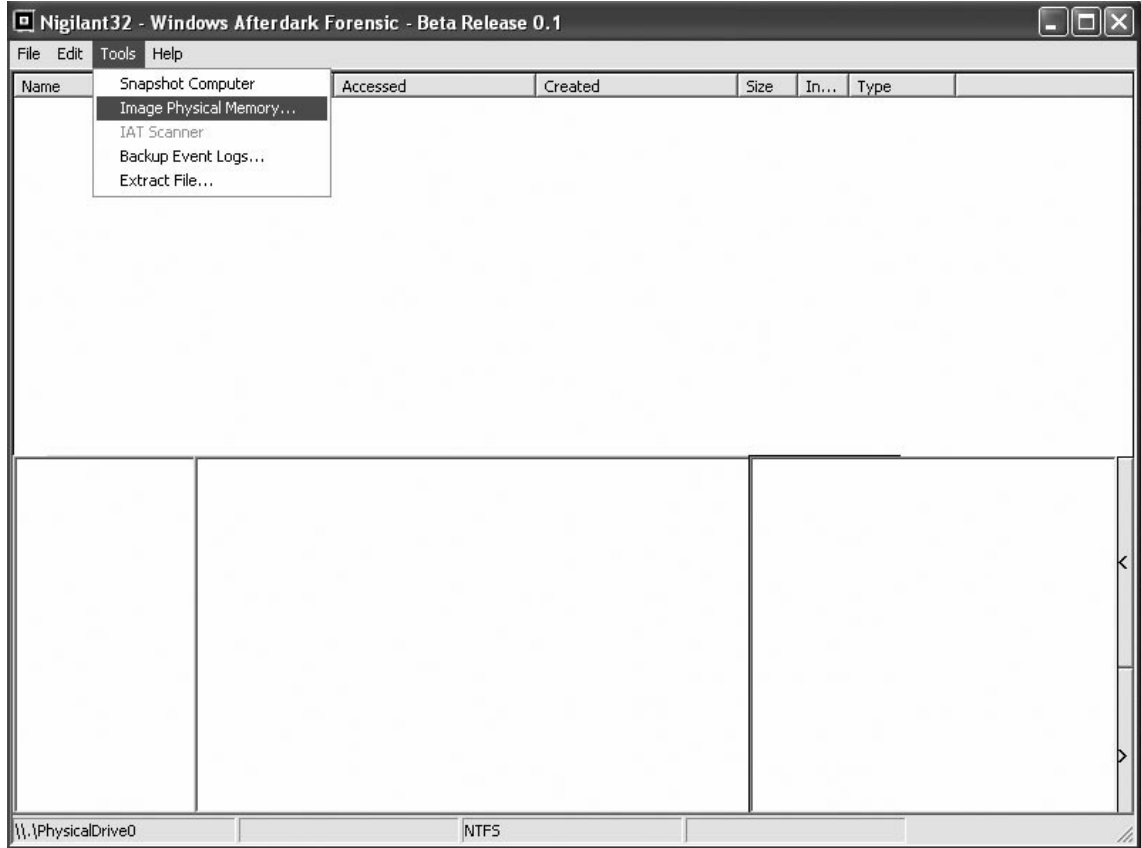 Nigilant32 - Windows Afterdark Forensic - Beta Release 0.1
File Edit Tools Help
Name Accessed Created Size In... Type
Snapshot Computer
Image Physical Memory...
IAT Scanner
Backup Event Logs...
Extract File...
<
>
\\.\PhysicalDrive0 NTFS